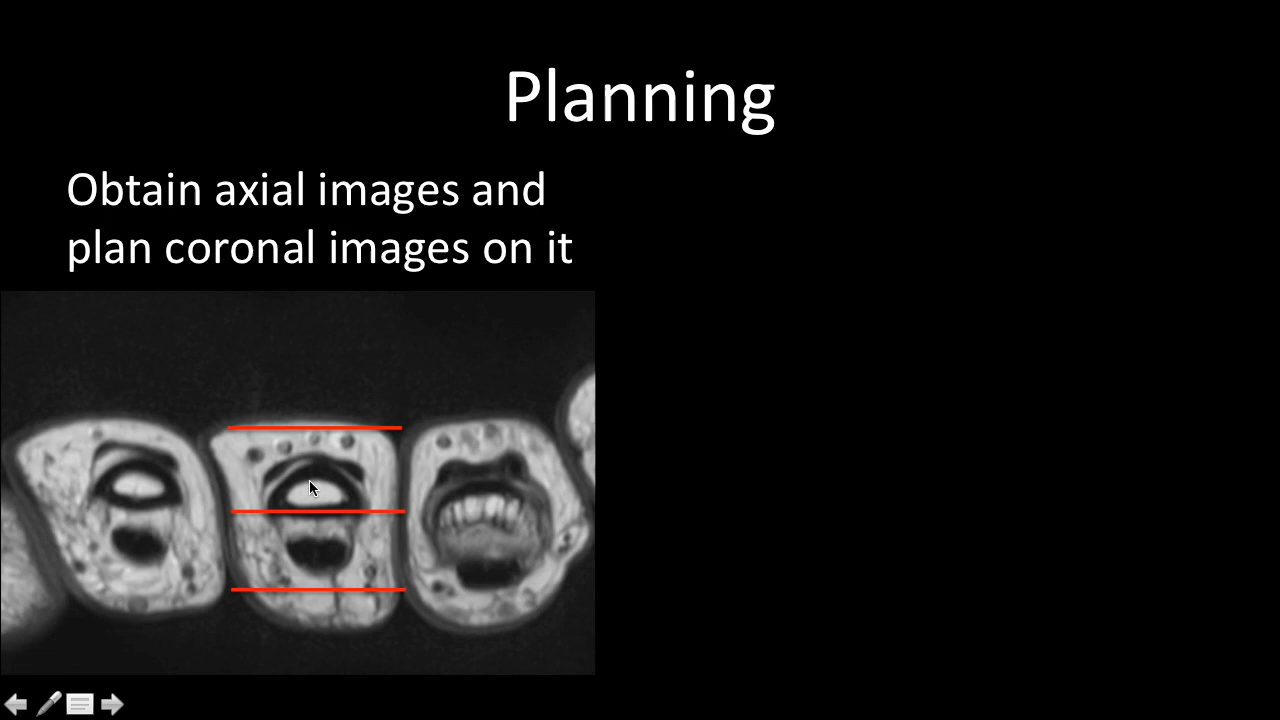 Planning
Obtain axial images and
plan coronal images on it